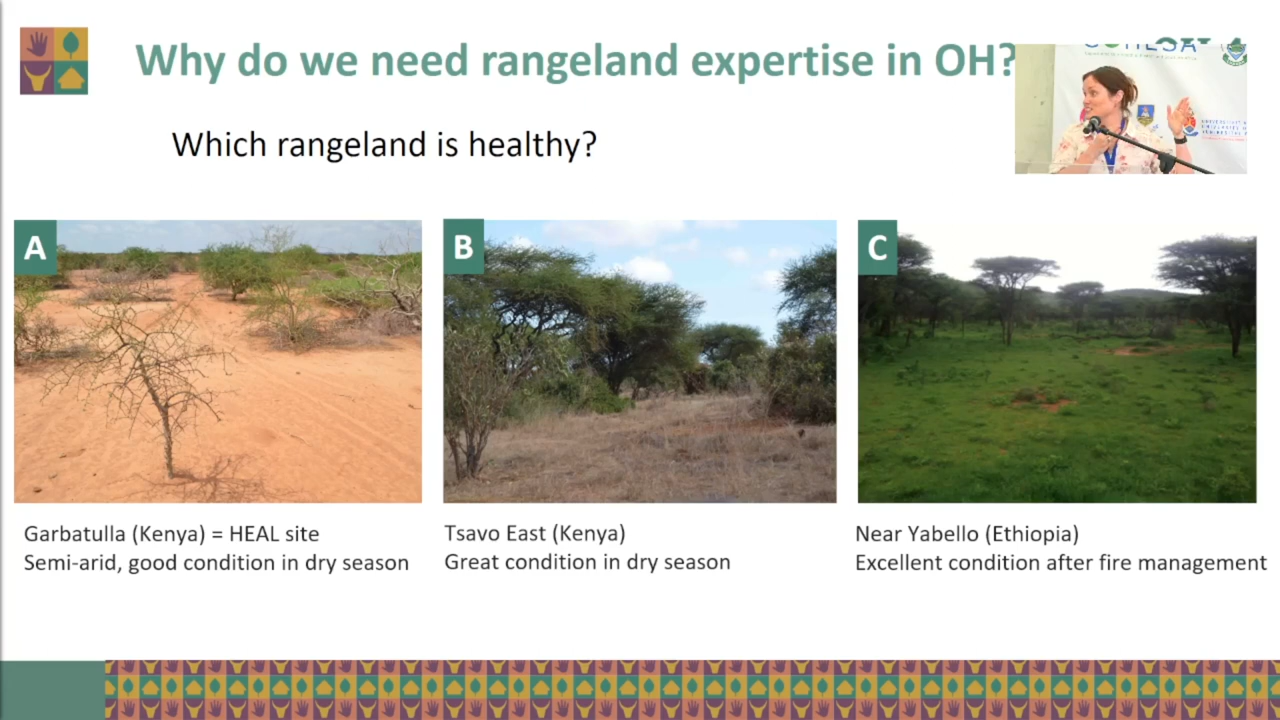 Why do we need rangeland expertise in OH?
Which rangeland is healthy?
A
B
C
Garbatulla (Kenya) = HEAL site
Semi-arid, good condition in dry season
Tsavo East (Kenya)
Great condition in dry season
Near Yabello (Ethiopia)
Excellent condition after fire management